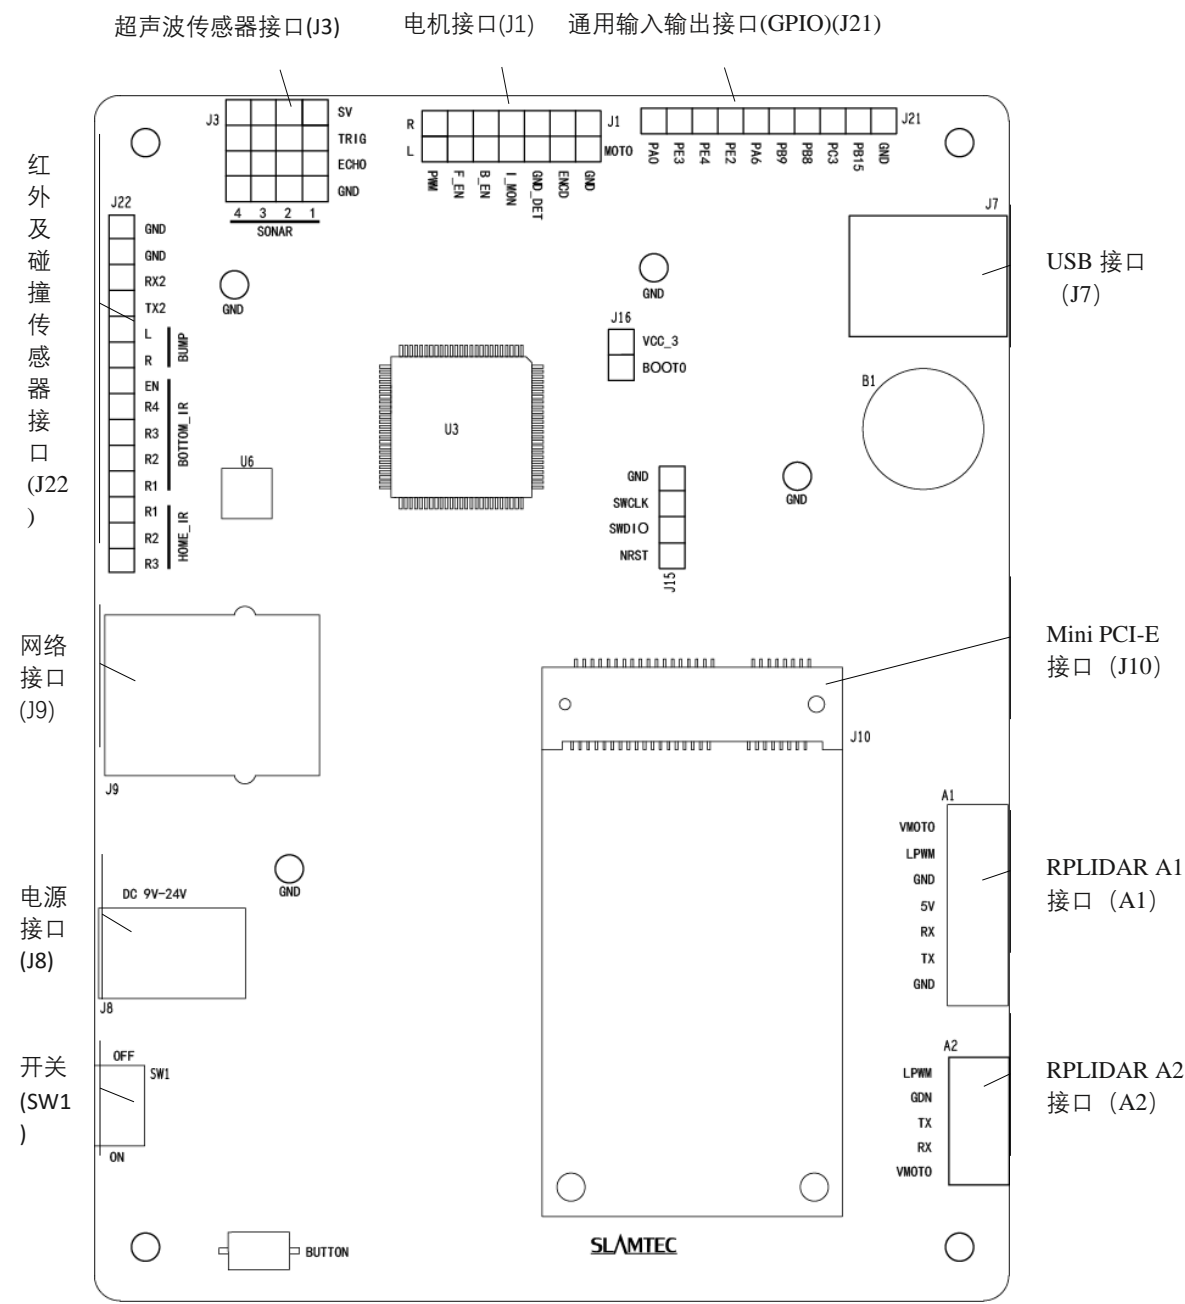 超声波传感器接口(J3)
电机接口(J1)
通用输入输出接口(GPIO)(J21)
J3
5V
TRIG
ECHO
GND
4 3 2 1
SONAR
R
L
J1
MOTO
PWM
F_EN
B_EN
I_MON
GND_DET
ENCD
GND
J21
PA0
PE3
PE4
PE2
PA6
PB9
PB8
PC3
PB15
GND
红
外
及
碰
撞
传
感
器
接
口
(J22
)
J22
GND
GND
RX2
TX2
L
R
BUMP
EN
R4
R3
R2
R1
BOTTOM_IR
R1
R2
R3
HOME_IR
GND
GND
J16
VCC_3
BOOT0
J7
USB 接口
（J7）
B1
U3
U6
GND
SWCLK
SWDIO
NRST
J15
GND
网络
接口
(J9)
J9
Mini PCI-E
接口（J10）
J10
电源
接口
(J8)
DC 9V-24V
J8
GND
A1
VMOTO
LPWM
GND
5V
RX
TX
GND
RPLIDAR A1
接口（A1）
开关
(SW1
)
OFF
SW1
ON
A2
LPWM
GDN
TX
RX
VMOTO
RPLIDAR A2
接口（A2）
BUTTON
SLAMTEC